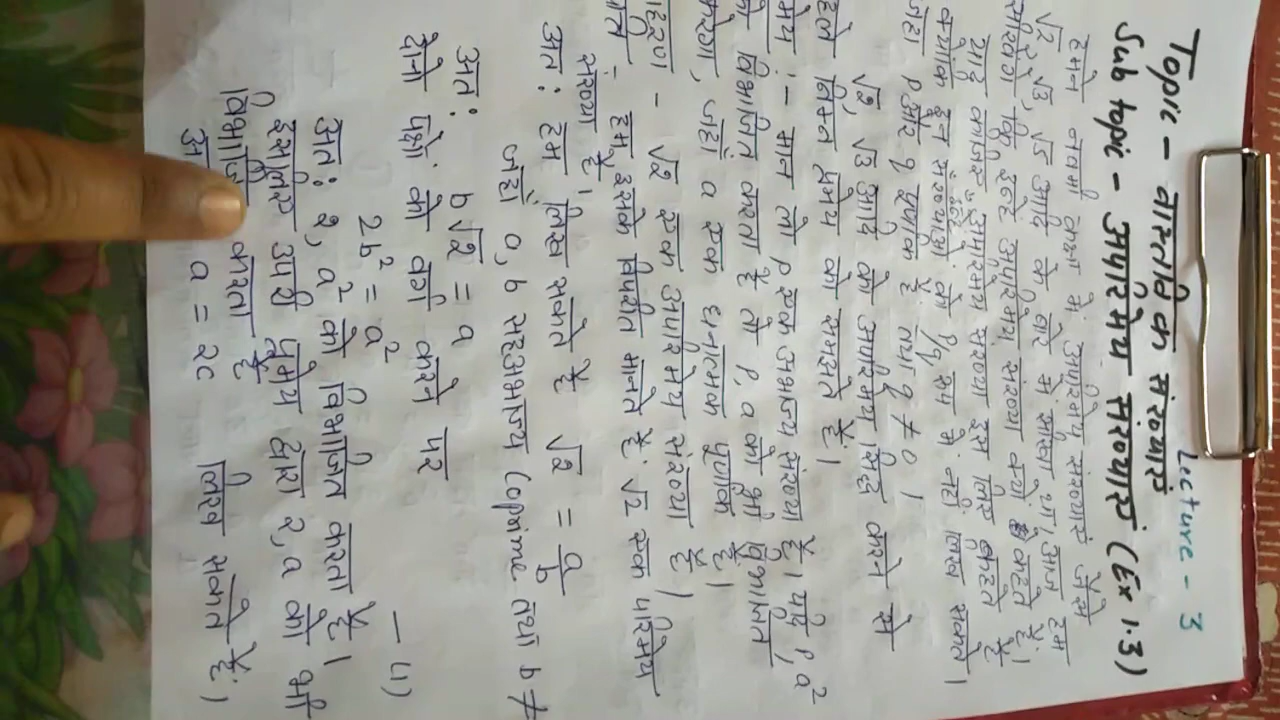 Lecture - 3
Topic - वास्तविक संख्याएं
Sub topic - अपरिमेय संख्याएं (Ex 1.3)
हमने नवमी कक्षा में अपरिमेय संख्याएं जैसे
√2, √3, √5 आदि के बारे में सीखा था। आज हम
सीखेंगे कि इन्हें अपरिमेय संख्या क्यों कहते हैं।
याद कीजिए अपरिमेय संख्या इस लिए कहते हैं
क्योंकि इन संख्याओं को p/q रूप में नहीं लिख सकते।
जहां p और q पूर्णांक हैं तथा q ≠ 0।
√2, √3 आदि को अपरिमेय सिद्ध करने से
पहले निम्न प्रमेय को समझते हैं।
प्रमेय :- मान लो p एक अभाज्य संख्या है। यदि p, a²
को विभाजित करता है तो p, a को भी विभाजित
करेगा, जहाँ a एक धनात्मक पूर्णांक है।
उदाहरण - √2 एक अपरिमेय संख्या है।
हम इसके विपरीत मानते हैं √2 एक परिमेय
संख्या है।
अतः हम लिख सकते हैं √2 = a/b
जहाँ a, b सहअभाज्य Coprime तथा b ≠
अतः b√2 = a
दोनों पक्षों को वर्ग करने पर
2b² = a² — (1)
अतः 2, a² को विभाजित करता है।
इसलिए उपरी प्रमेय द्वारा 2, a को भी
करता है
a = 2c लिख सकते हैं।